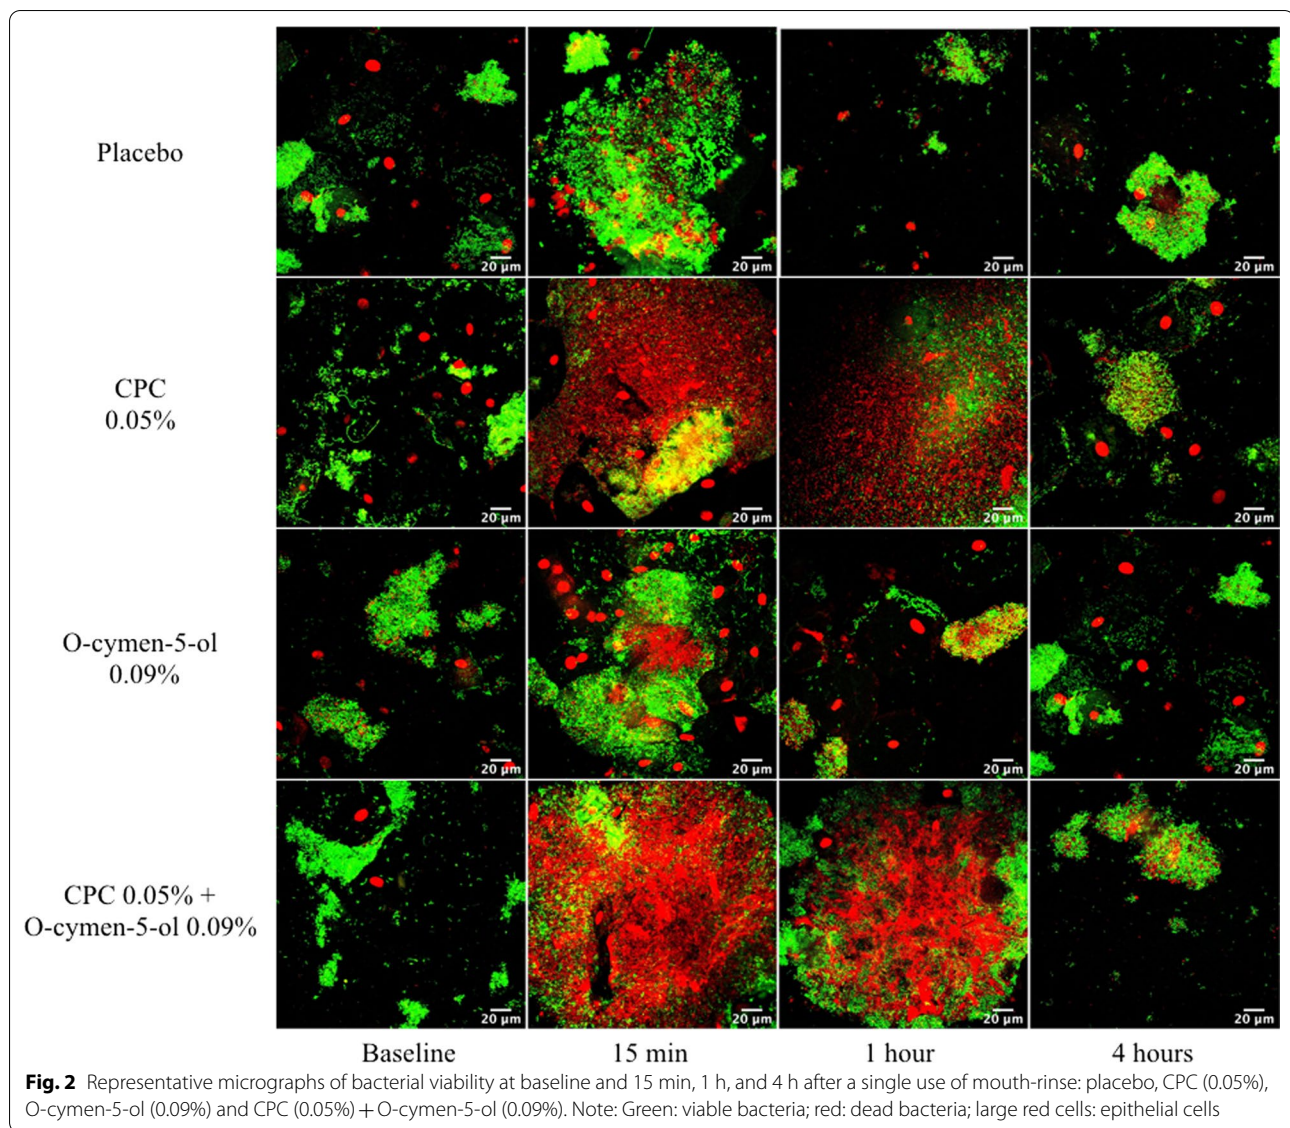 Placebo
20 µm
20 µm
20 µm
20 µm
CPC
0.05%
20 µm
20 µm
20 µm
20 µm
O-cymen-5-ol
0.09%
20 µm
20 µm
20 µm
20 µm
CPC 0.05% +
O-cymen-5-ol 0.09%
20 µm
20 µm
20 µm
20 µm
Baseline
15 min
1 hour
4 hours
Fig. 2 Representative micrographs of bacterial viability at baseline and 15 min, 1 h, and 4 h after a single use of mouth-rinse: placebo, CPC (0.05%),
O-cymen-5-ol (0.09%) and CPC (0.05%) + O-cymen-5-ol (0.09%). Note: Green: viable bacteria; red: dead bacteria; large red cells: epithelial cells